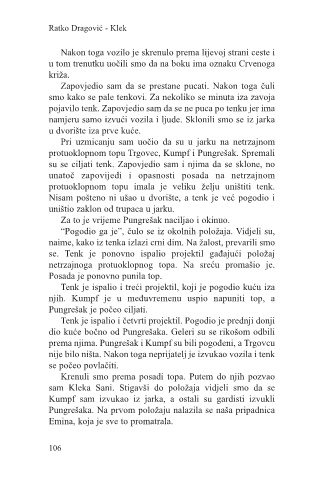 Ratko Dragović - Klek
Nakon toga vozilo je skrenulo prema lijevoj strani ceste i
u tom trenutku uočili smo da na boku ima oznaku Crvenoga
križa.
Zapovjedio sam da se prestane pucati. Nakon toga čuli
smo kako se pale tenkovi. Za nekoliko se minuta iza zavoja
pojavilo tenk. Zapovjedio sam da se ne puca po tenku jer ima
namjeru samo izvući vozila i ljude. Sklonili smo se iz jarka
u dvorište iza prve kuće.
Pri uzmicanju sam uočio da su u jarku na netrzajnom
protuoklopnom topu Trgovec, Kumpf i Pungrešak. Spremali
su se ciljati tenk. Zapovjedio sam i njima da se sklone, no
unatoč zapovijedi i opasnosti posada na netrzajnom
protuoklopnom topu imala je veliku želju uništiti tenk.
Nisam pošteno ni ušao u dvorište, a tenk je već pogodio i
uništio zaklon od trupaca u jarku.
Za to je vrijeme Pungrešak naciljao i okinuo.
“Pogodio ga je”, čulo se iz okolnih položaja. Vidjeli su,
naime, kako iz tenka izlazi crni dim. Na žalost, prevarili smo
se. Tenk je ponovno ispalio projektil gađajući položaj
netrzajnoga protuoklopnog topa. Na sreću promašio je.
Posada je ponovno punila top.
Tenk je ispalio i treći projektil, koji je pogodio kuću iza
njih. Kumpf je u međuvremenu uspio napuniti top, a
Pungrešak je počeo ciljati.
Tenk je ispalio i četvrti projektil. Pogodio je prednji donji
dio kuće bočno od Pungrešaka. Geleri su se rikošom odbili
prema njima. Pungrešak i Kumpf su bili pogođeni, a Trgovcu
nije bilo ništa. Nakon toga neprijatelj je izvukao vozila i tenk
se počeo povlačiti.
Krenuli smo prema posadi topa. Putem do njih pozvao
sam Kleka Sani. Stigavši do položaja vidjeli smo da se
Kumpf sam izvukao iz jarka, a ostali su gardisti izvukli
Pungrešaka. Na prvom položaju nalazila se naša pripadnica
Emina, koja je sve to promatrala.
106